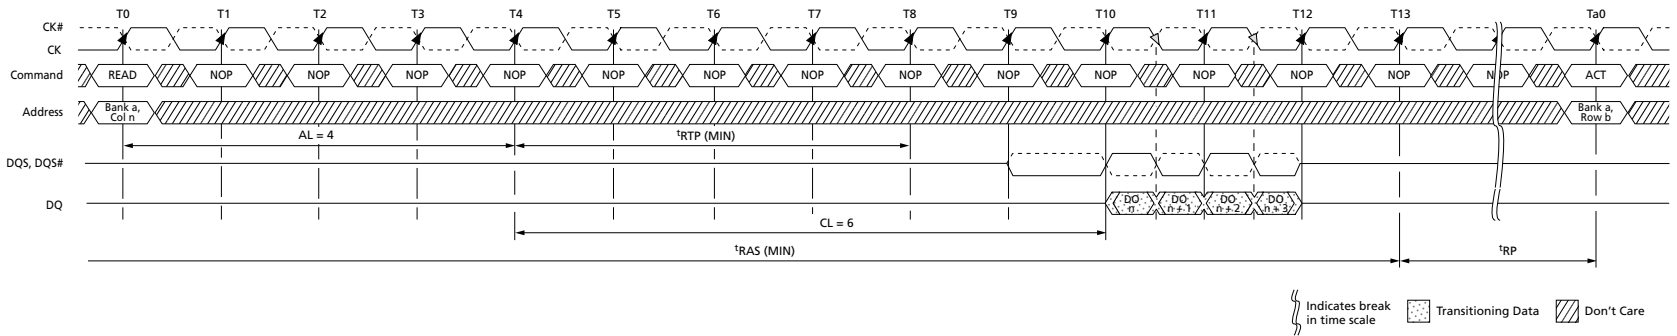 T0 T1 T2 T3 T4 T5 T6 T7 T8 T9 T10 T11 T12 T13 Ta0
CK#
CK
Command READ NOP NOP NOP NOP NOP NOP NOP NOP NOP NOP NOP NOP NOP NOP ACT
Address
Bank a,
Col n
Bank a,
Row b
AL = 4
tRTP (MIN)
DQS, DQS#
DQ
DO
n
DO
n + 1
DO
n + 2
DO
n + 3
CL = 6
tRAS (MIN)
tRP
Indicates break
in time scale
Transitioning Data
Don't Care